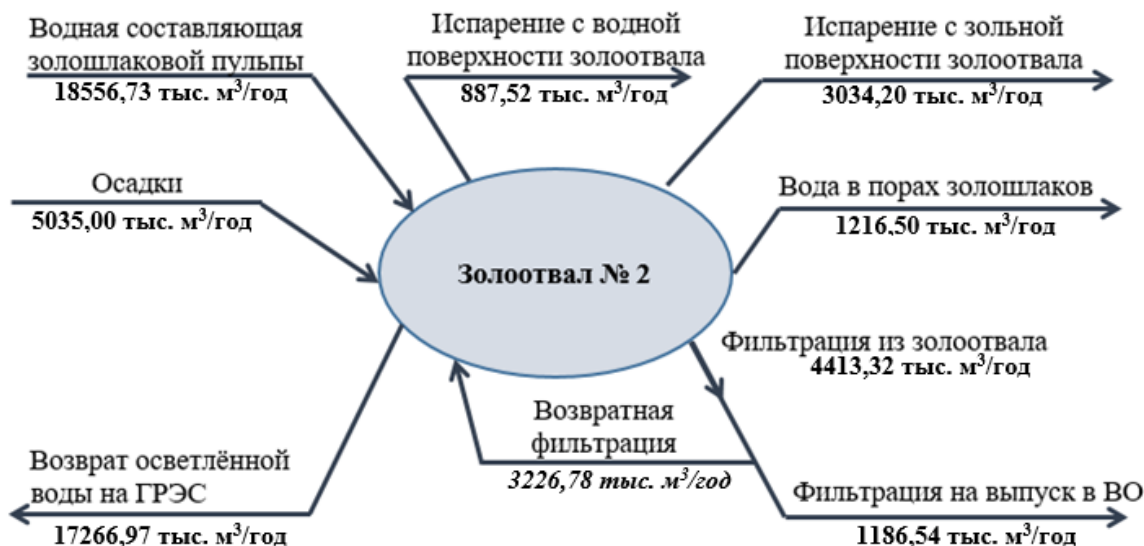 Водная составляющая
золошлаковой пульпы
18556,73 тыс. м³/год
Испарение с водной
поверхности золоотвала
887,52 тыс. м³/год
Испарение с зольной
поверхности золоотвала
3034,20 тыс. м³/год
Осадки
5035,00 тыс. м³/год
Вода в порах золошлаков
1216,50 тыс. м³/год
Золоотвал № 2
Фильтрация из золоотвала
4413,32 тыс. м³/год
Возвратная
фильтрация
3226,78 тыс. м³/год
Возврат осветлённой
воды на ГРЭС
17266,97 тыс. м³/год
Фильтрация на выпуск в ВО
1186,54 тыс. м³/год